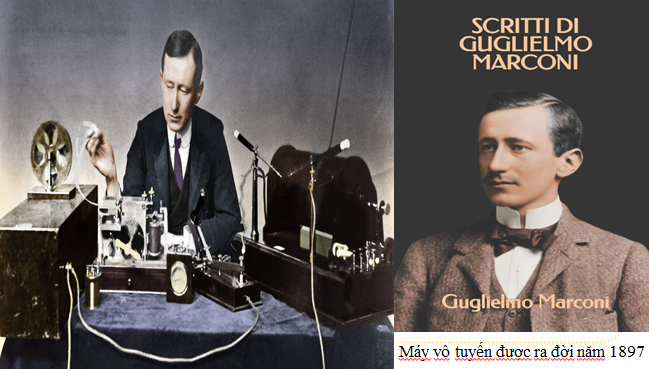 SCRITTI DI
GUGLIELMO
MARCONI
Guglielmo Marconi
Máy vô tuyến được ra đời năm 1897